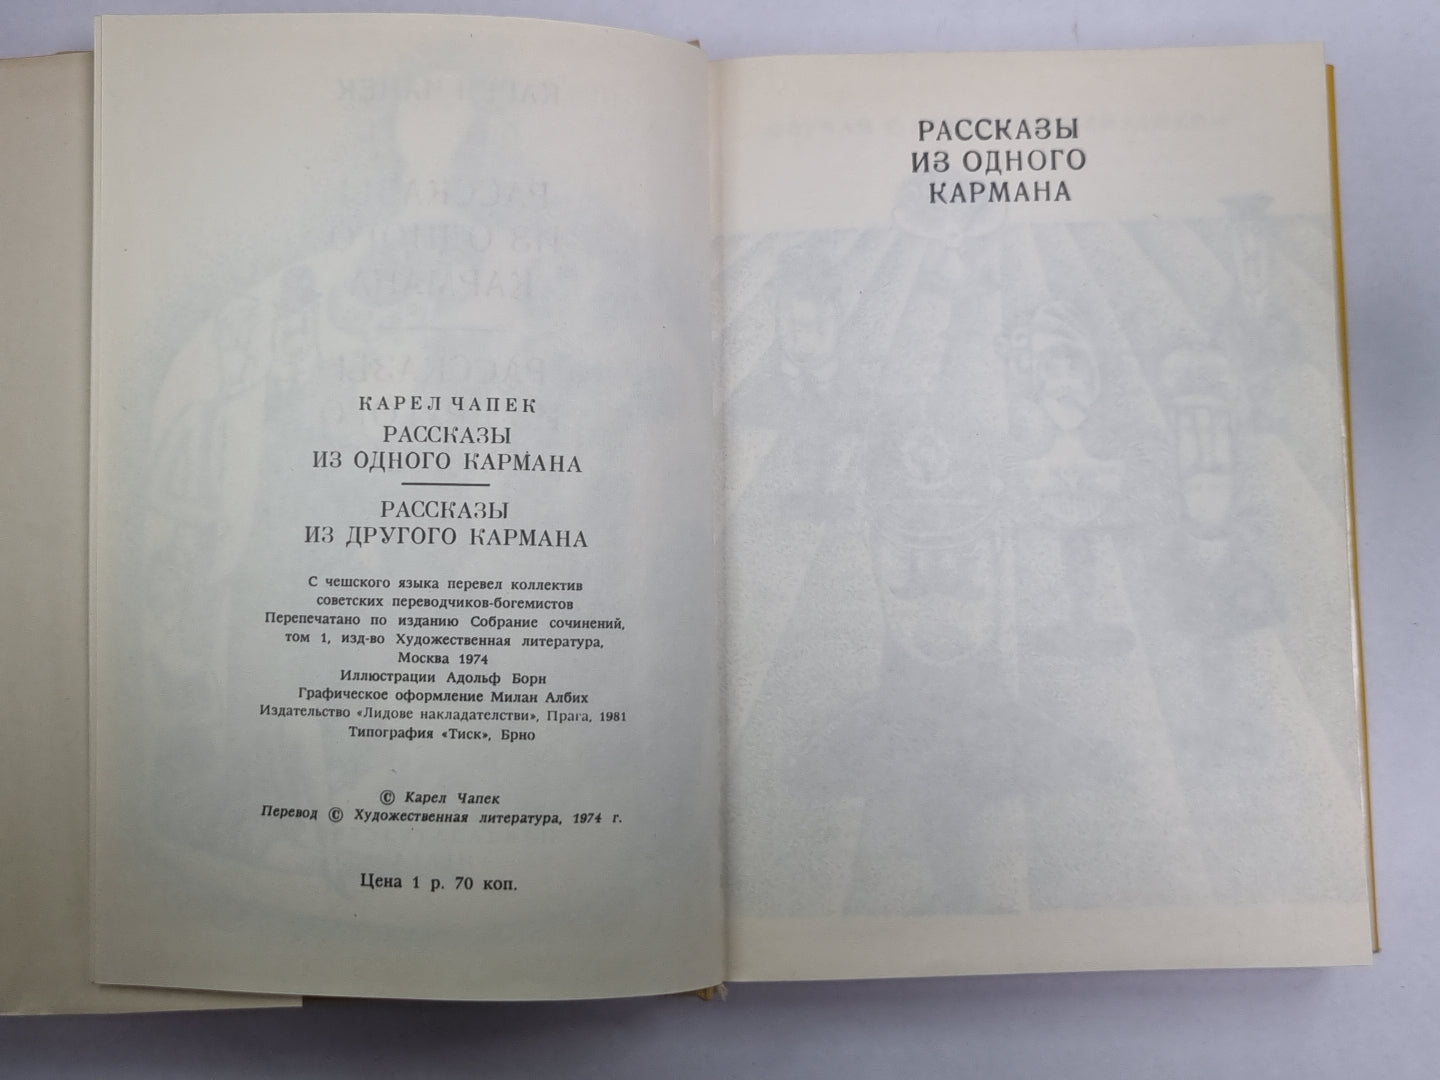 КАРЕЛ ЧАПЕК
РАССКАЗЫ
ИЗ ОДНОГО КАРМАНА
РАССКАЗЫ
ИЗ ДРУГОГО КАРМАНА
С чешского языка перевел коллектив
советских переводчиков-богемистов
Перепечатано по изданию Собрание сочинений,
том 1, изд-во Художественная литература,
Москва 1974
Иллюстрации Адольф Борн
Графическое оформление Милан Албих
Издательство «Лидове накладателстви», Прага, 1981
Типография «Тиск», Брно
© Карел Чапек
Перевод © Художественная литература, 1974 г.
Цена 1 р. 70 коп.
РАССКАЗЫ
ИЗ ОДНОГО
КАРМАНА